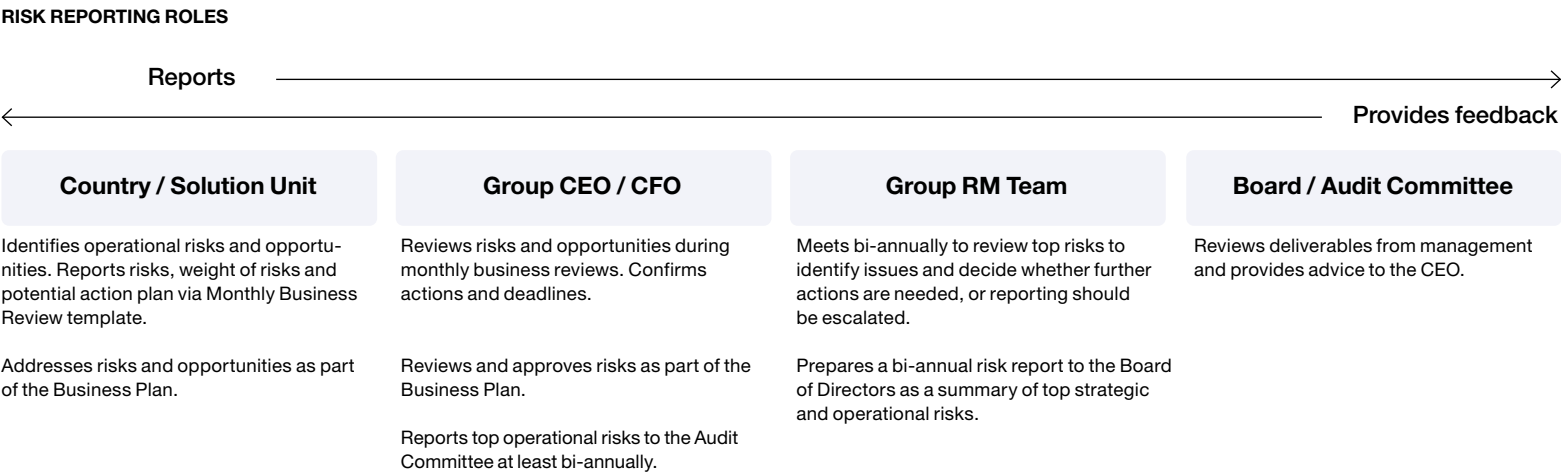 RISK REPORTING ROLES
Reports
Provides feedback
Country / Solution Unit
Identifies operational risks and opportu-
nities. Reports risks, weight of risks and
potential action plan via Monthly Business
Review template.
Addresses risks and opportunities as part
of the Business Plan.
Group CEO / CFO
Reviews risks and opportunities during
monthly business reviews. Confirms
actions and deadlines.
Reviews and approves risks as part of the
Business Plan.
Reports top operational risks to the Audit
Committee at least bi-annually.
Group RM Team
Meets bi-annually to review top risks to
identify issues and decide whether further
actions are needed, or reporting should
be escalated.
Prepares a bi-annual risk report to the Board
of Directors as a summary of top strategic
and operational risks.
Board / Audit Committee
Reviews deliverables from management
and provides advice to the CEO.